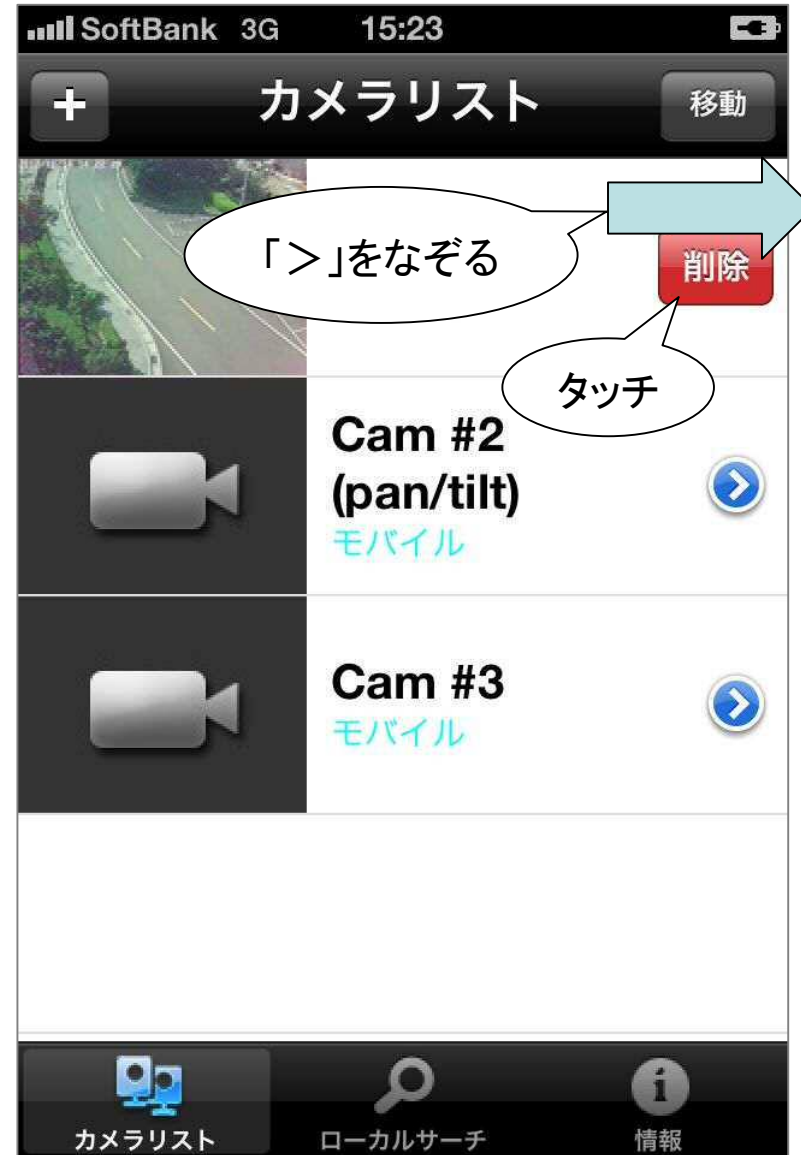 SoftBank 3G 15:23
+ カメラリスト 移動
「＞」をなぞる
削除
タッチ
Cam #2
(pan/tilt)
モバイル
Cam #3
モバイル
カメラリスト ローカルサーチ 情報